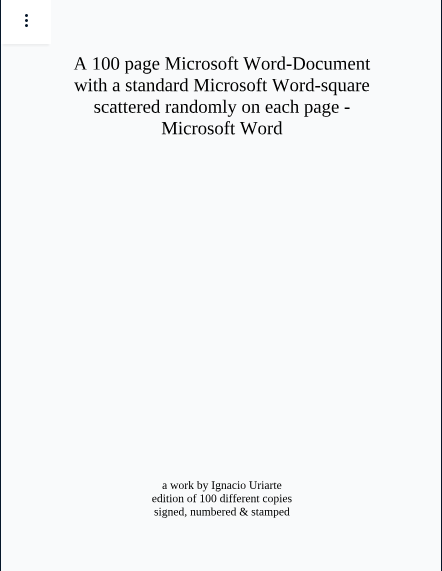 A 100 page Microsoft Word-Document
with a standard Microsoft Word-square
scattered randomly on each page -
Microsoft Word
a work by Ignacio Uriarte
edition of 100 different copies
signed, numbered & stamped